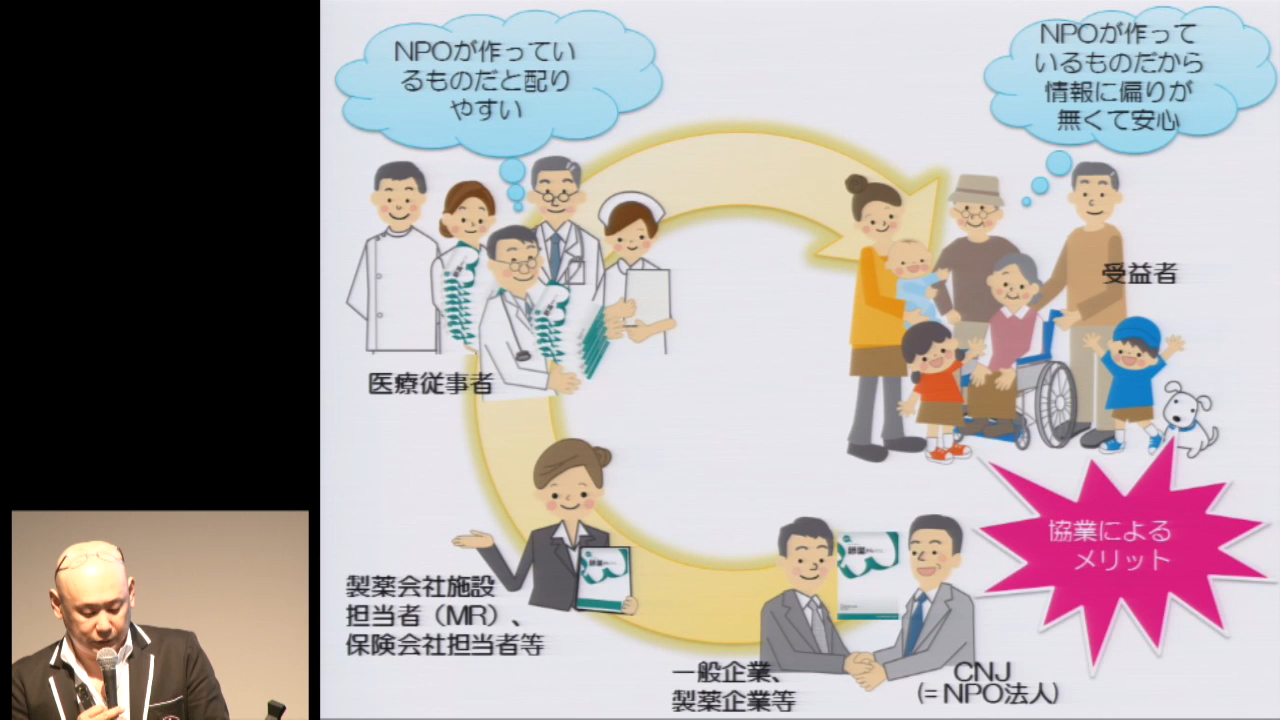 NPOが作ってい
るものだと配り
やすい
NPOが作って
いるものだから
情報に偏りが
無くて安心
受益者
医療従事者
協業による
メリット
製薬会社施設
担当者（MR）、
保険会社担当者等
一般企業、
製薬企業等
CNJ
(= NPO法人)